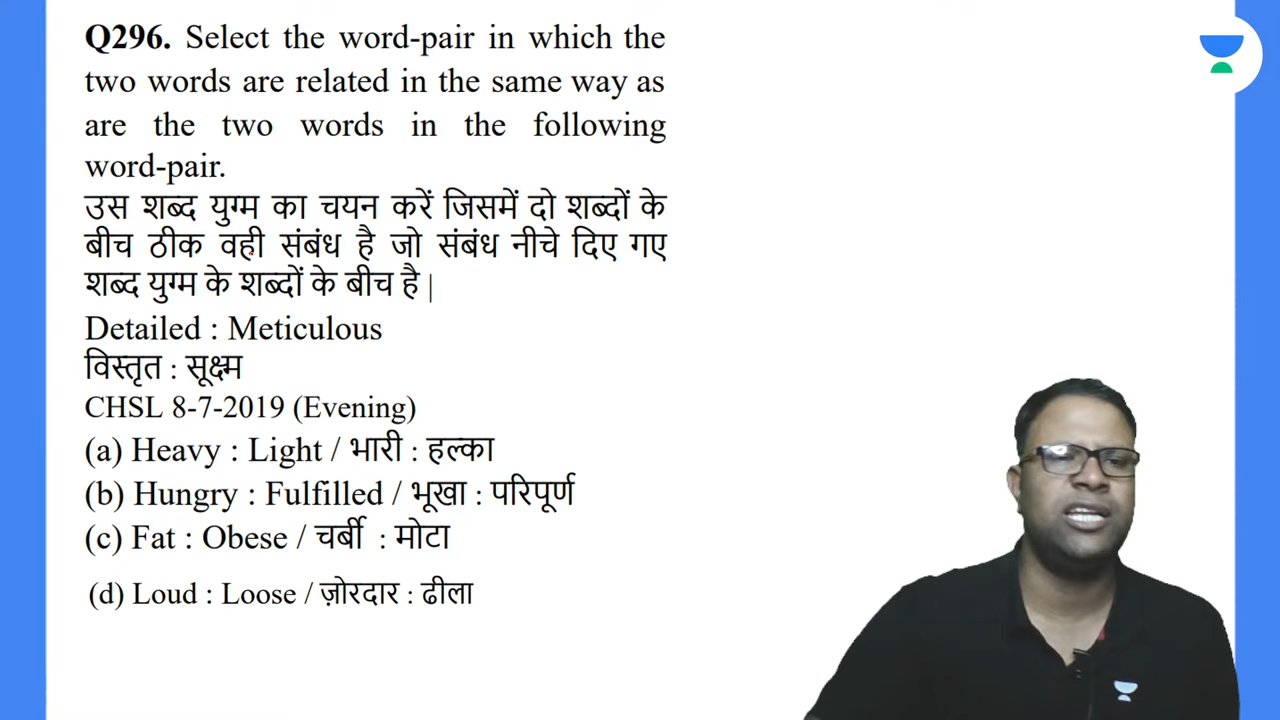 Q296. Select the word-pair in which the
two words are related in the same way as
are the two words in the following
word-pair.
उस शब्द युग्म का चयन करें जिसमें दो शब्दों के
बीच ठीक वही संबंध है जो संबंध नीचे दिए गए
शब्द युग्म के शब्दों के बीच है |
Detailed : Meticulous
विस्तृत : सूक्ष्म
CHSL 8-7-2019 (Evening)
(a) Heavy : Light / भारी : हल्का
(b) Hungry : Fulfilled / भूखा : परिपूर्ण
(c) Fat : Obese / चर्बी : मोटा
(d) Loud : Loose / ज़ोरदार : ढीला